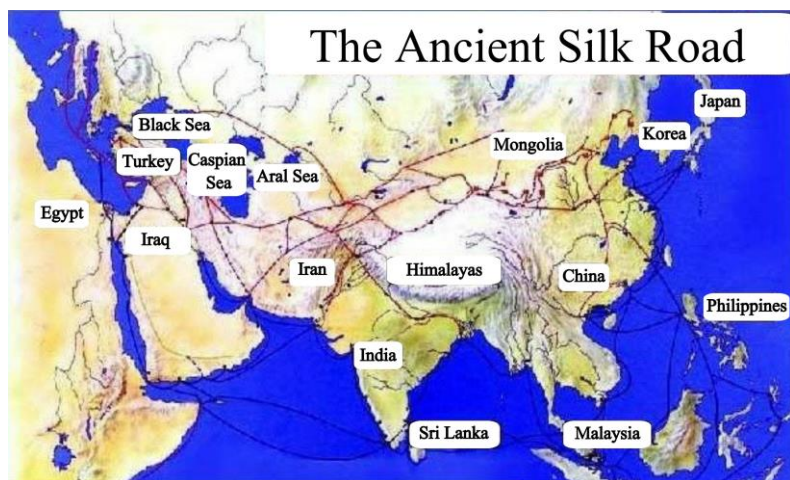 The Ancient Silk Road
Japan
Black Sea
Korea
Mongolia
Turkey
Caspian
Sea
Aral Sea
Egypt
Iraq
Iran
Himalayas
China
Philippines
India
Sri Lanka
Malaysia